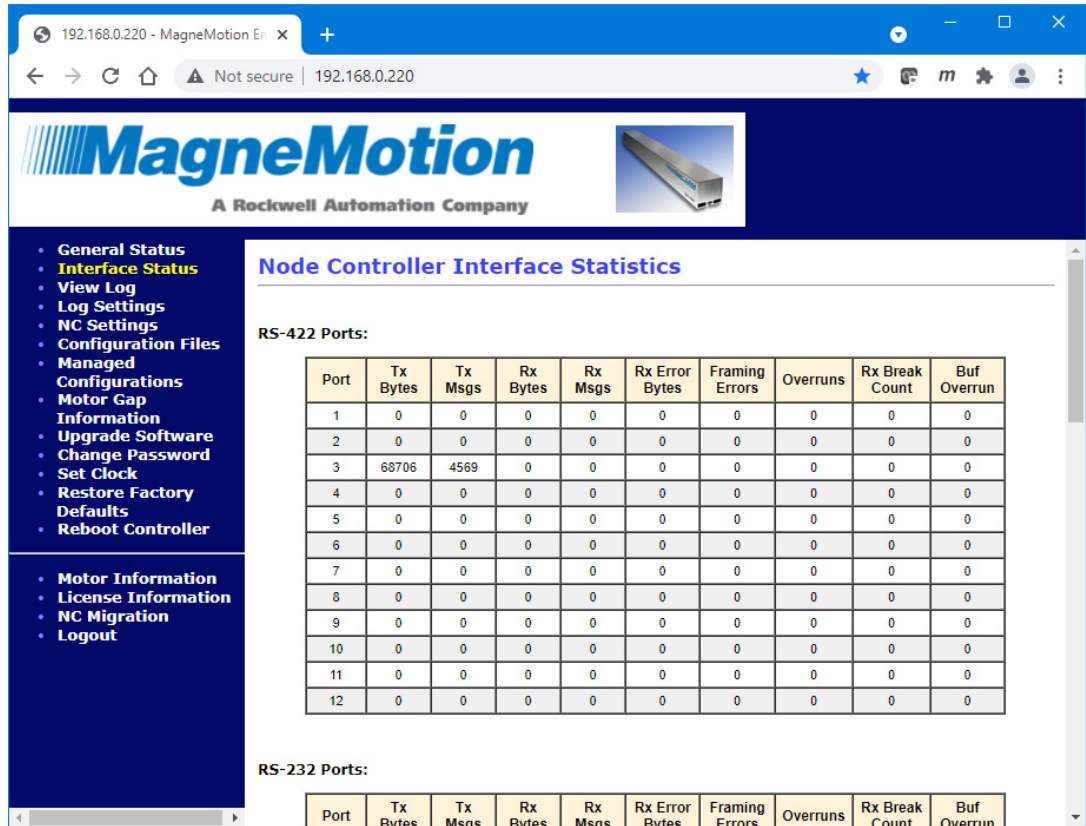 192.168.0.220 - MagneMotion En
Not secure | 192.168.0.220
m
MagneMotion
A Rockwell Automation Company
General Status
Interface Status
View Log
Log Settings
NC Settings
Configuration Files
Managed
Configurations
Motor Gap
Information
Upgrade Software
Change Password
Set Clock
Restore Factory
Defaults
Reboot Controller
Motor Information
License Information
NC Migration
Logout
Node Controller Interface Statistics
RS-422 Ports:
Port Tx Bytes Tx Msgs Rx Bytes Rx Msgs Rx Error Bytes Framing Errors Overruns Rx Break Count Buf Overrun
1 0 0 0 0 0 0 0 0 0
2 0 0 0 0 0 0 0 0 0
3 68706 4569 0 0 0 0 0 0 0
4 0 0 0 0 0 0 0 0 0
5 0 0 0 0 0 0 0 0 0
6 0 0 0 0 0 0 0 0 0
7 0 0 0 0 0 0 0 0 0
8 0 0 0 0 0 0 0 0 0
9 0 0 0 0 0 0 0 0 0
10 0 0 0 0 0 0 0 0 0
11 0 0 0 0 0 0 0 0 0
12 0 0 0 0 0 0 0 0 0
RS-232 Ports:
Port Tx Bytes Tx Msgs Rx Bytes Rx Msgs Rx Error Bytes Framing Errors Overruns Rx Break Count Buf Overrun